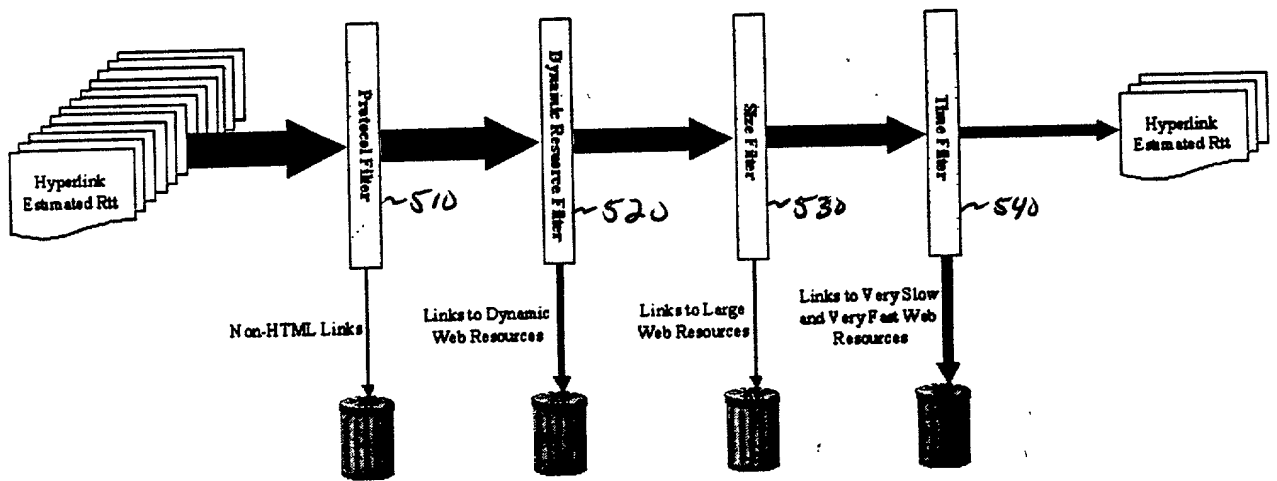 Hyperlink
Estimated Rtt
Protocol Filter
~510
Dynamic Resource Filter
~520
Size Filter
~530
Time Filter
~540
Hyperlink
Estimated Rtt
Non-HTML Links
Links to Dynamic
Web Resources
Links to Large
Web Resources
Links to Very Slow
and Very Fast Web
Resources